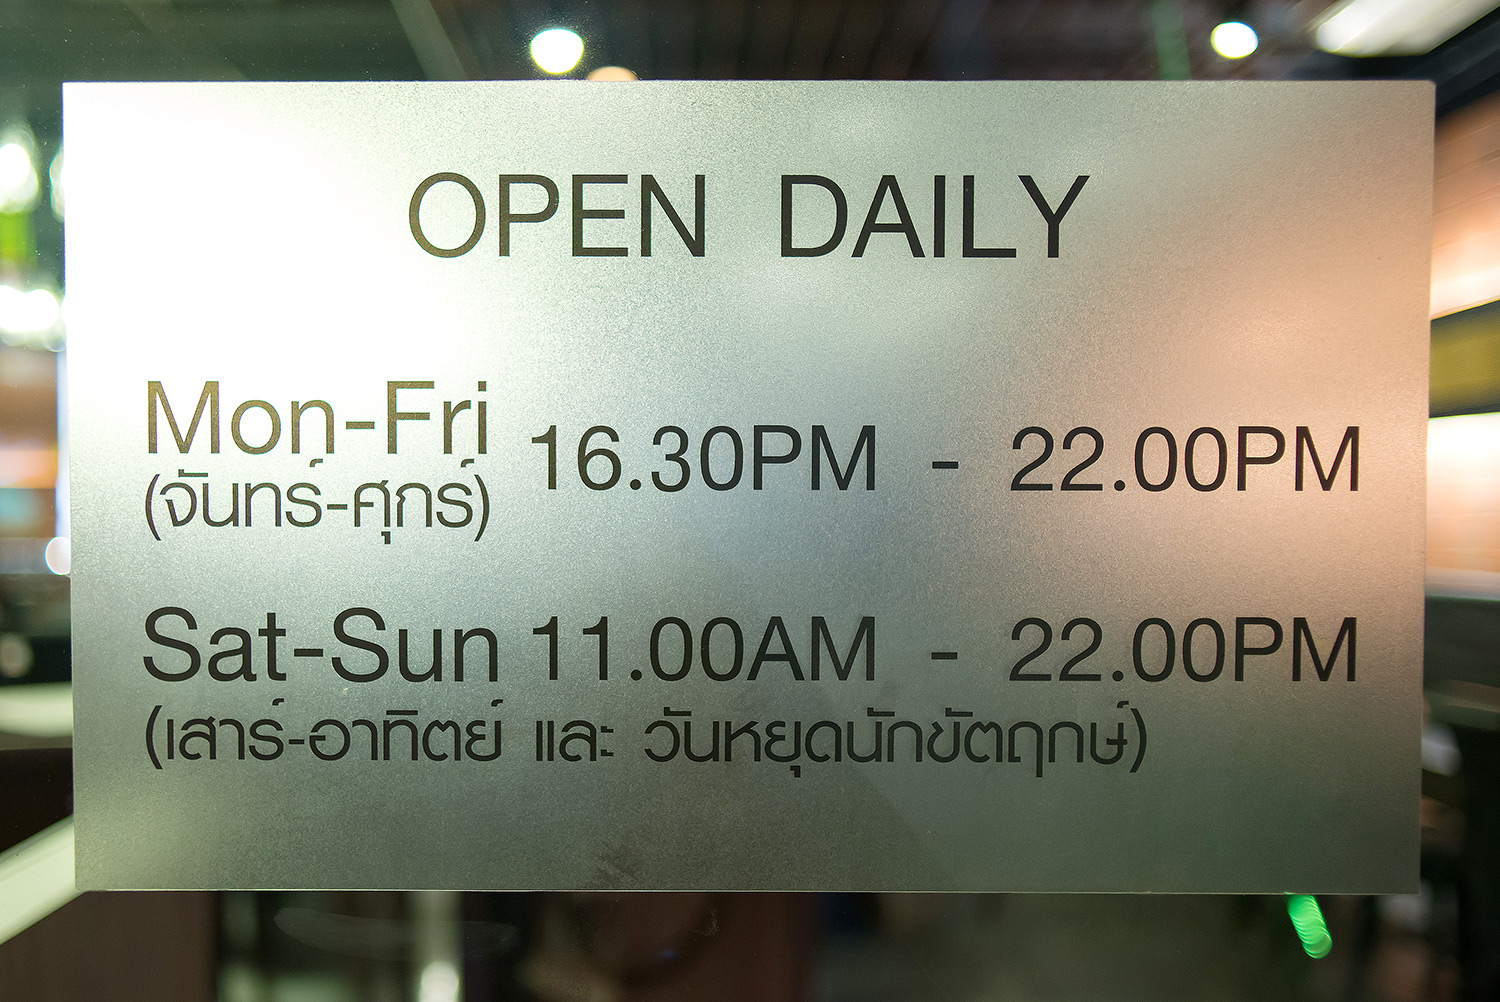 OPEN DAILY
Mon-Fri 16.30PM - 22.00PM
(จันทร์-ศุกร์)
Sat-Sun 11.00AM - 22.00PM
(เสาร์-อาทิตย์ และ วันหยุดนักขัตฤกษ์)